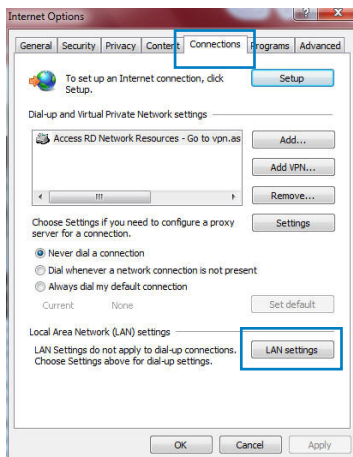 Internet Options
General Security Privacy Content Connections Programs Advanced
To set up an Internet connection, click
Setup.
Setup
Dial-up and Virtual Private Network settings
Access RD Network Resources - Go to vpn.as
Add...
Add VPN...
Remove...
Choose Settings if you need to configure a proxy
server for a connection.
Settings
Never dial a connection
Dial whenever a network connection is not present
Always dial my default connection
Current None
Set default
Local Area Network (LAN) settings
LAN Settings do not apply to dial-up connections.
Choose Settings above for dial-up settings.
LAN settings
OK Cancel Apply